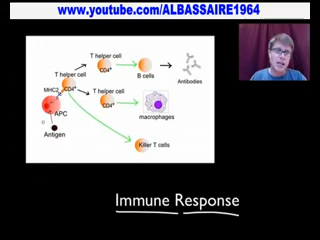 www.youtube.com/ALBASSAIRE1964
T helper cell
CD4+
B cells
Antibodies
T helper cell
MHC2
CD4+
T helper cell
CD4+
macrophages
APC
Antigen
Killer T cells
Immune Response